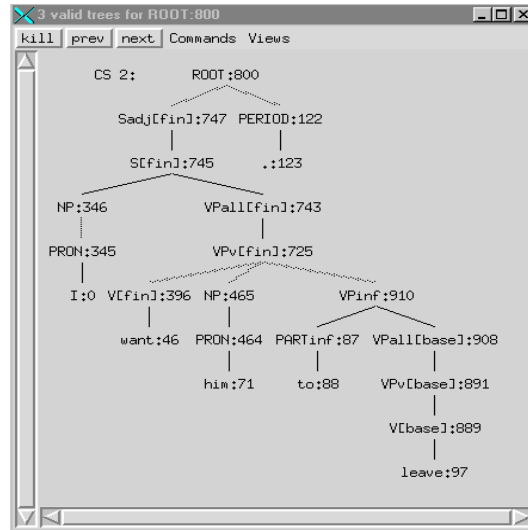 3 valid trees for ROOT:800
kill prev next Commands Views
CS 2: ROOT:800
Sadj[fin]:747 PERIOD:122
S[fin]:745 .:123
NP:346 VPall[fin]:743
PRON:345 VPv[fin]:725
I:0 V[fin]:396 NP:465 VPinf:910
want:46 PRON:464 PARTinf:87 VPall[base]:908
him:71 to:88 VPv[base]:891
V[base]:889
leave:97